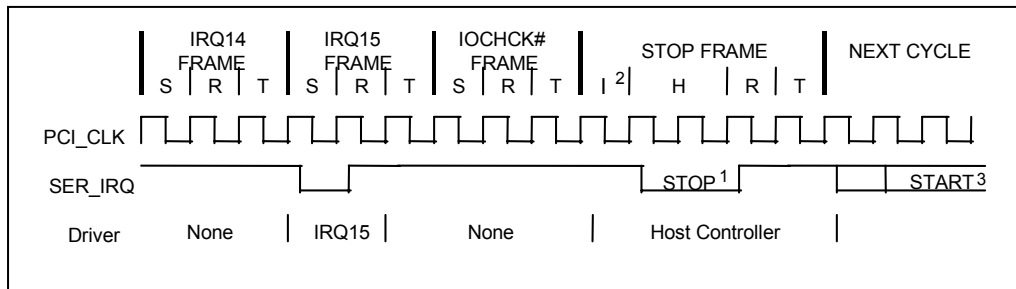 IRQ14 FRAME IRQ15 FRAME IOCHCK# FRAME STOP FRAME NEXT CYCLE
S R T S R T S R T I 2 H R T
PCI_CLK
SER_IRQ STOP 1 START 3
Driver None IRQ15 None Host Controller